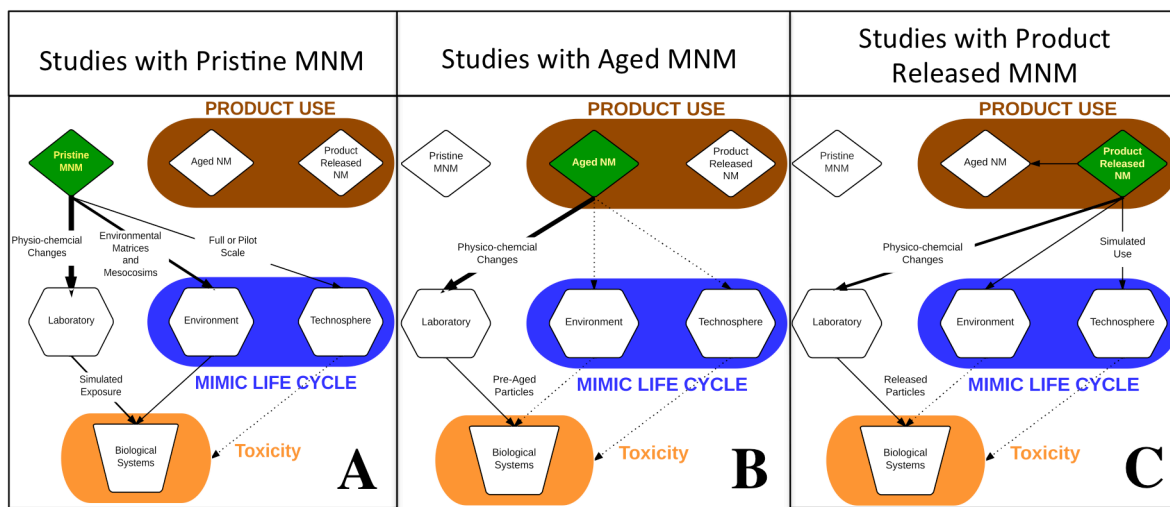 Studies with Pristine MNM
PRODUCT USE
Pristine
MNM
Aged NM
Product
Released
NM
Physio-chemcial
Changes
Environmental
Matrices
and
Mesocosims
Full or Pilot
Scale
Laboratory
Environment
Technosphere
MIMIC LIFE CYCLE
Simulated
Exposure
Biological
Systems
Toxicity
A
Studies with Aged MNM
PRODUCT USE
Pristine
MNM
Aged NM
Product
Released
NM
Physico-chemcial
Changes
Laboratory
Environment
Technosphere
MIMIC LIFE CYCLE
Pre-Aged
Particles
Biological
Systems
Toxicity
B
Studies with Product
Released MNM
PRODUCT USE
Pristine
MNM
Aged NM
Product
Released
NM
Physico-chemcial
Changes
Simulated
Use
Laboratory
Environment
Technosphere
MIMIC LIFE CYCLE
Released
Particles
Biological
Systems
Toxicity
C